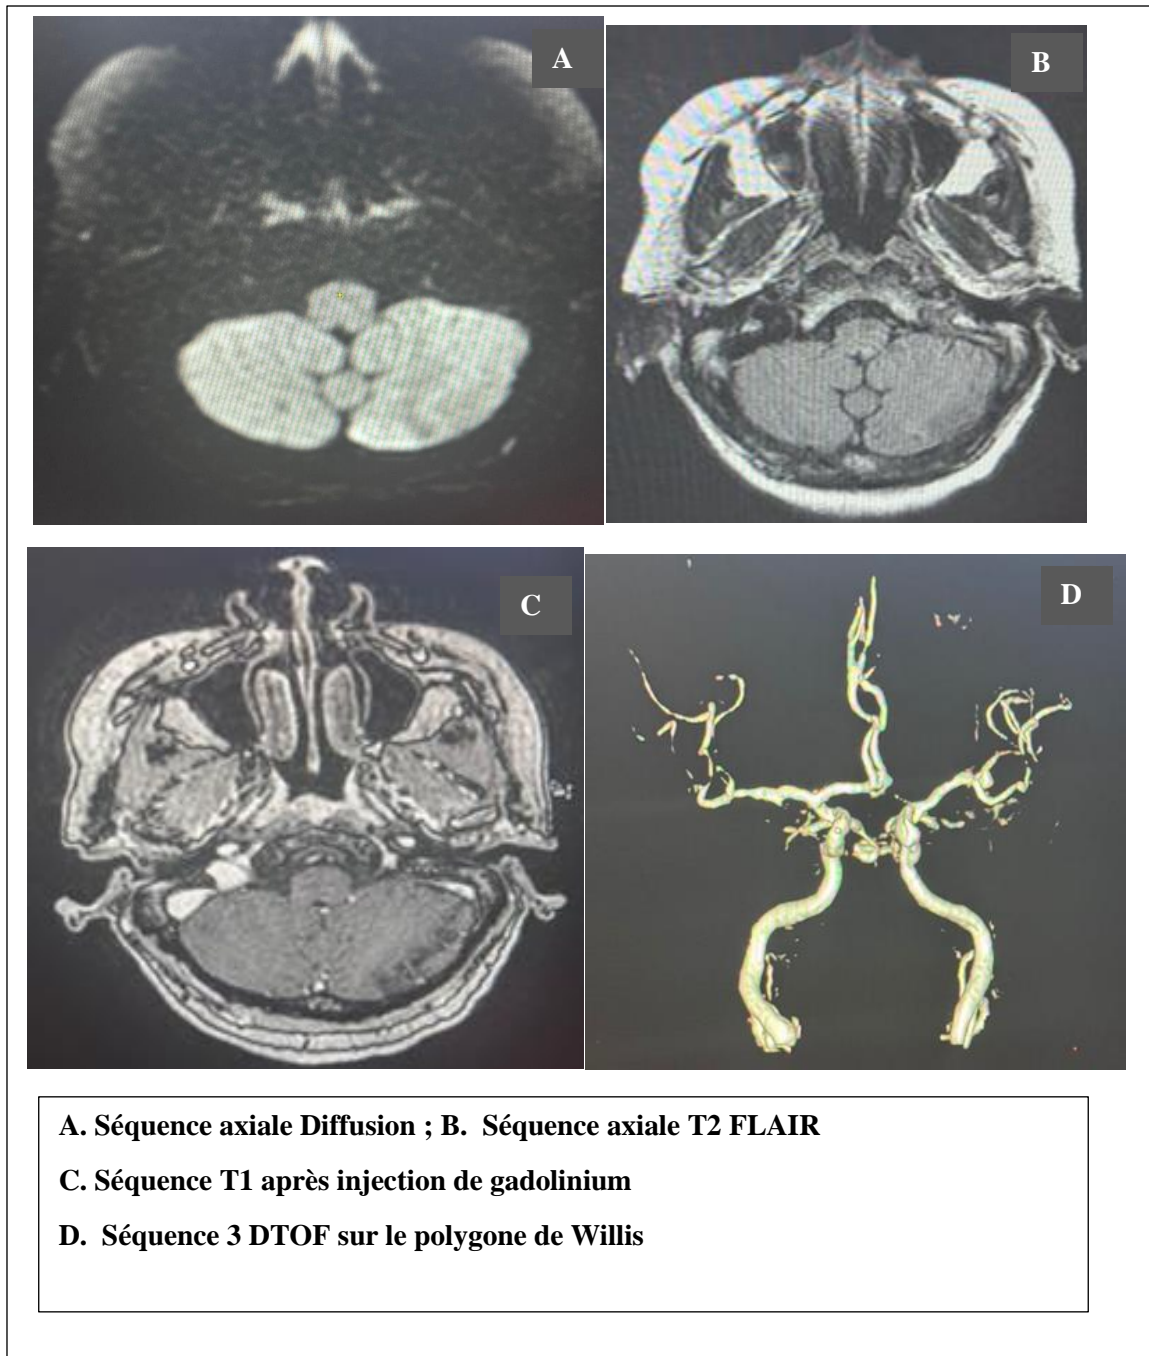 A
B
C
D
A. Séquence axiale Diffusion ; B. Séquence axiale T2 FLAIR
C. Séquence T1 après injection de gadolinium
D. Séquence 3 DTOF sur le polygone de Willis